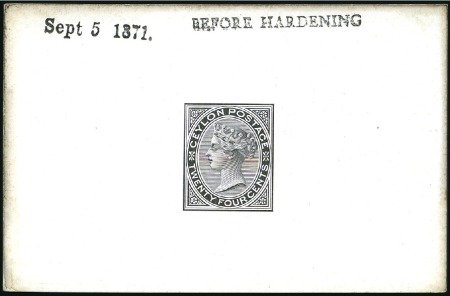 Sept 5 1871.
BEFORE HARDENING
CEYLON POSTAGE
TWENTY FOUR CENTS